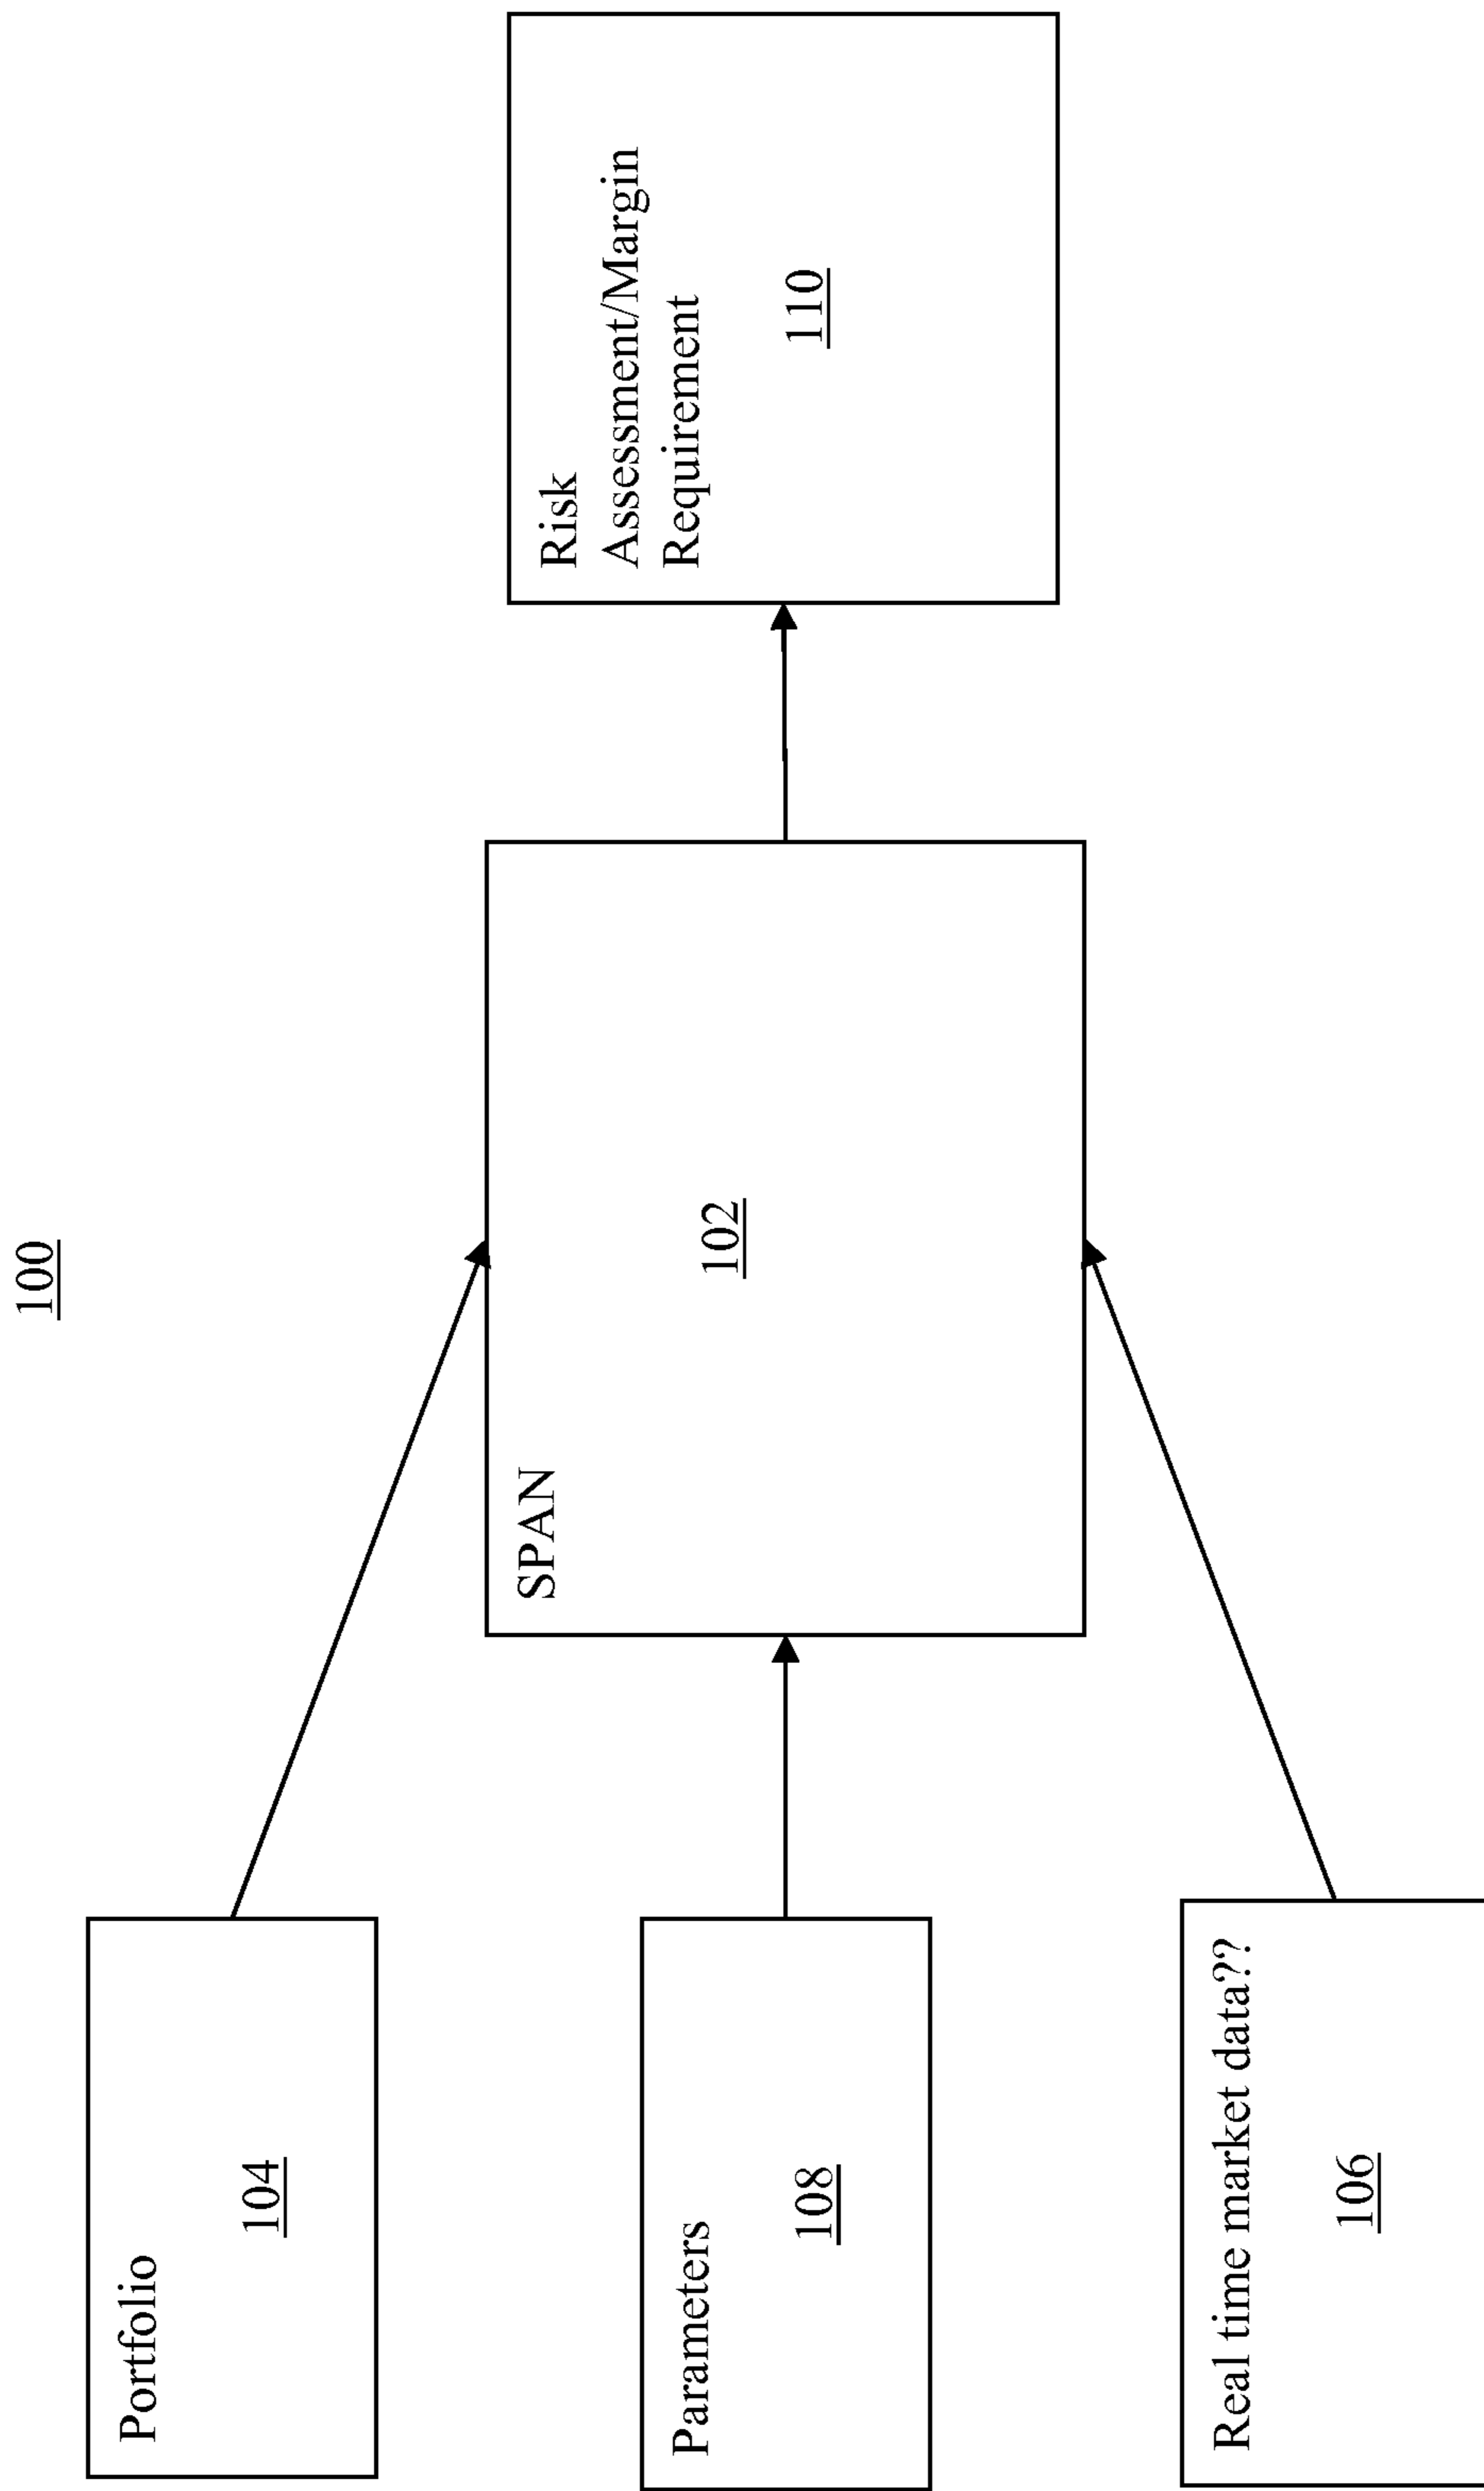 100
Portfolio
104
Parameters
108
Real time market data??
106
SPAN
102
Risk
Assessment/Margin
Requirement
110